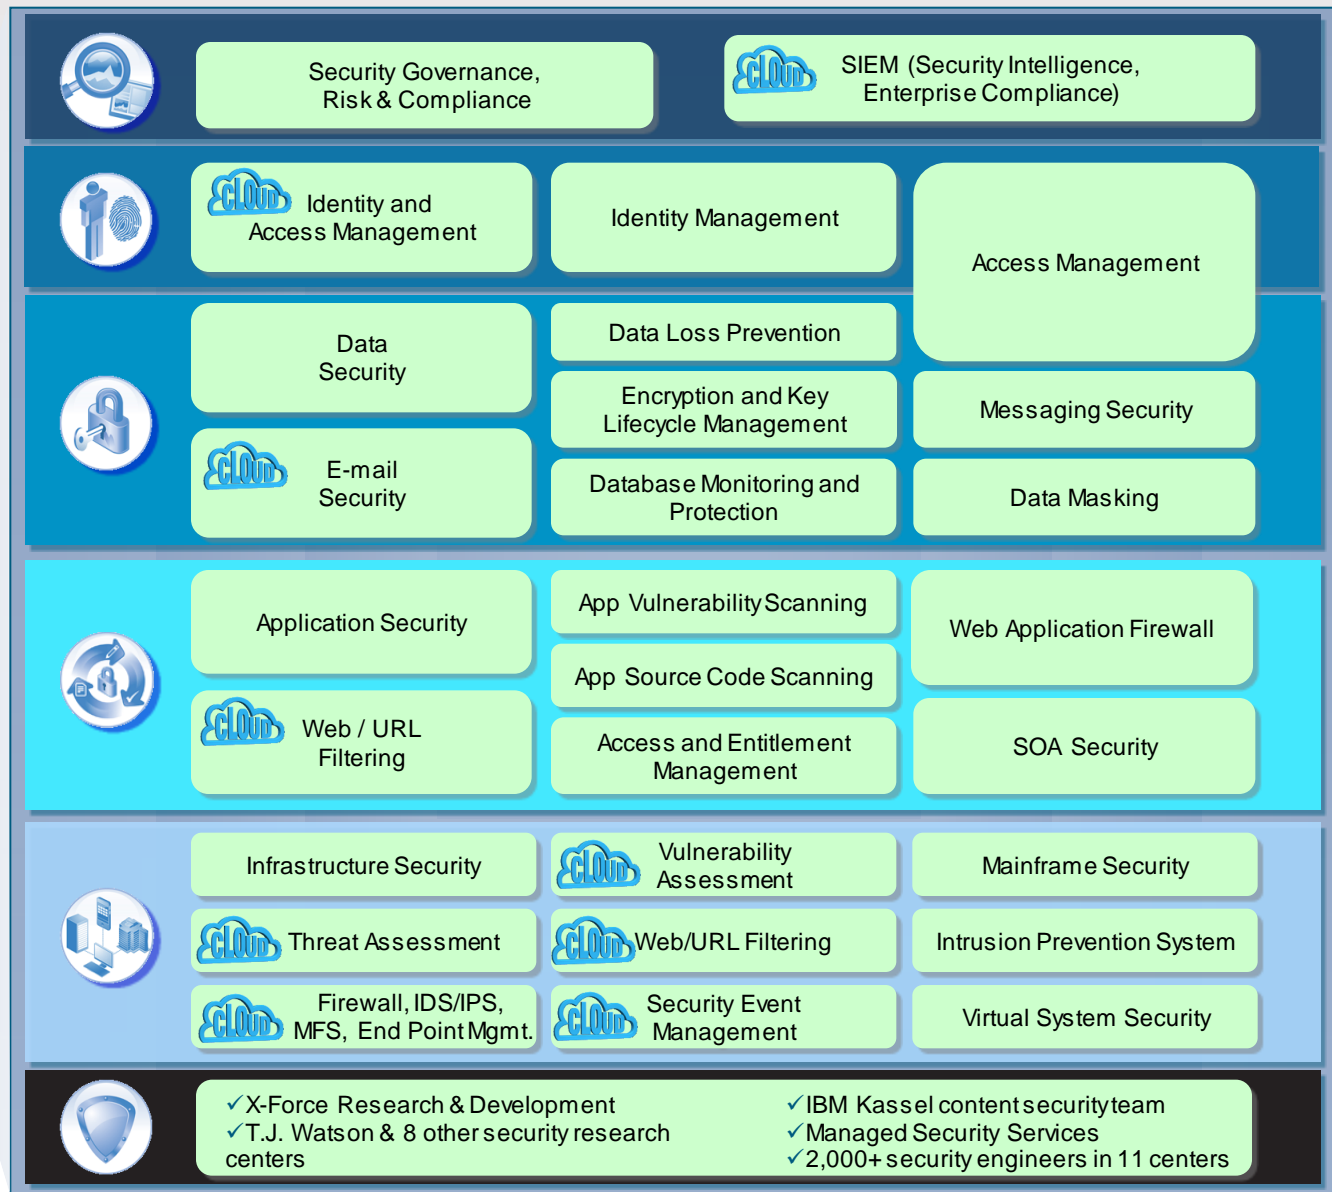 Security Governance,
Risk & Compliance
CLOUD
SIEM (Security Intelligence,
Enterprise Compliance)
CLOUD
Identity and
Access Management
Identity Management
Access Management
Data
Security
Data Loss Prevention
Encryption and Key
Lifecycle Management
Messaging Security
CLOUD
E-mail
Security
Database Monitoring and
Protection
Data Masking
Application Security
App Vulnerability Scanning
Web Application Firewall
App Source Code Scanning
CLOUD
Web / URL
Filtering
Access and Entitlement
Management
SOA Security
Infrastructure Security
CLOUD
Vulnerability
Assessment
Mainframe Security
CLOUD
Threat Assessment
CLOUD
Web/URL Filtering
Intrusion Prevention System
CLOUD
Firewall, IDS/IPS,
MFS, End Point Mgmt.
CLOUD
Security Event
Management
Virtual System Security
✓X-Force Research & Development
✓T.J. Watson & 8 other security research
centers
✓IBM Kassel content security team
✓Managed Security Services
✓2,000+ security engineers in 11 centers